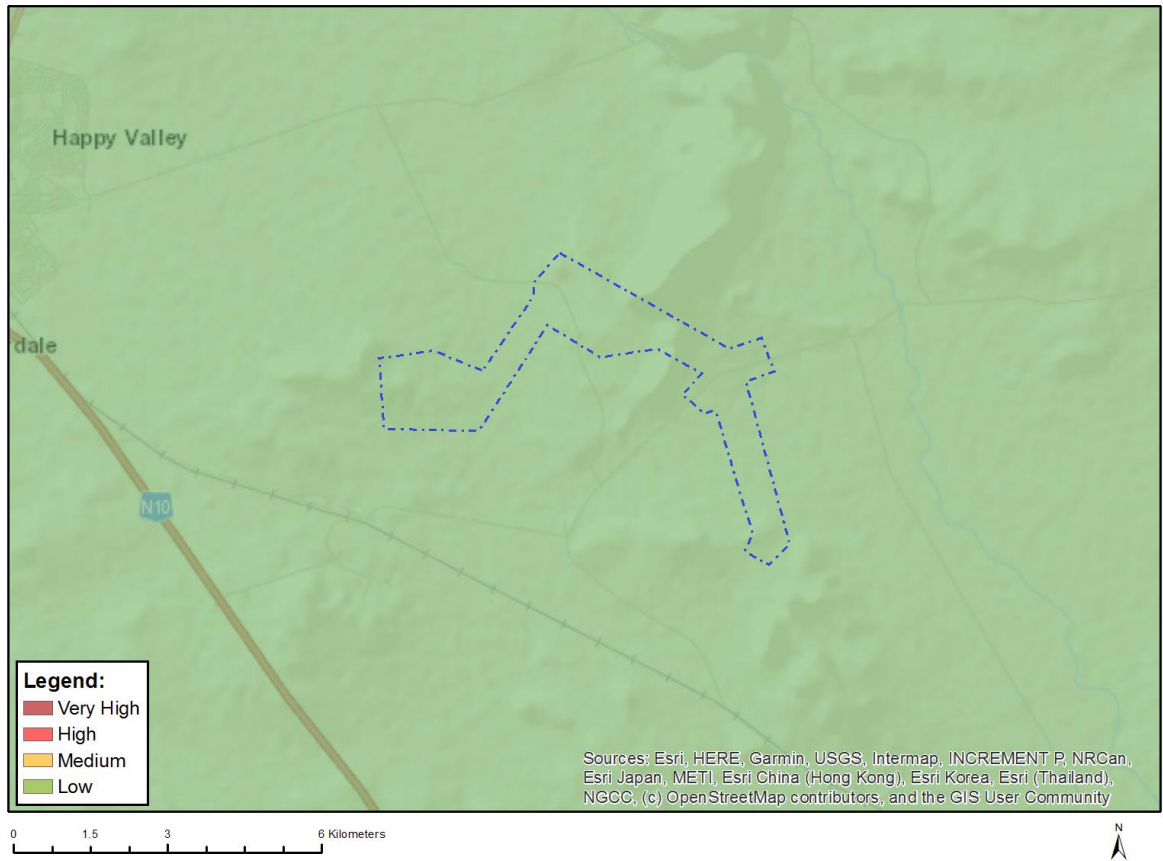 Happy Valley
dale
N10
Legend:
Very High
High
Medium
Low
Sources: Esri, HERE, Garmin, USGS, Intermap, INCREMENT P, NRCan,
Esri Japan, METI, Esri China (Hong Kong), Esri Korea, Esri (Thailand),
NGCC, (c) OpenStreetMap contributors, and the GIS User Community
0 1.5 3 6 Kilometers
N